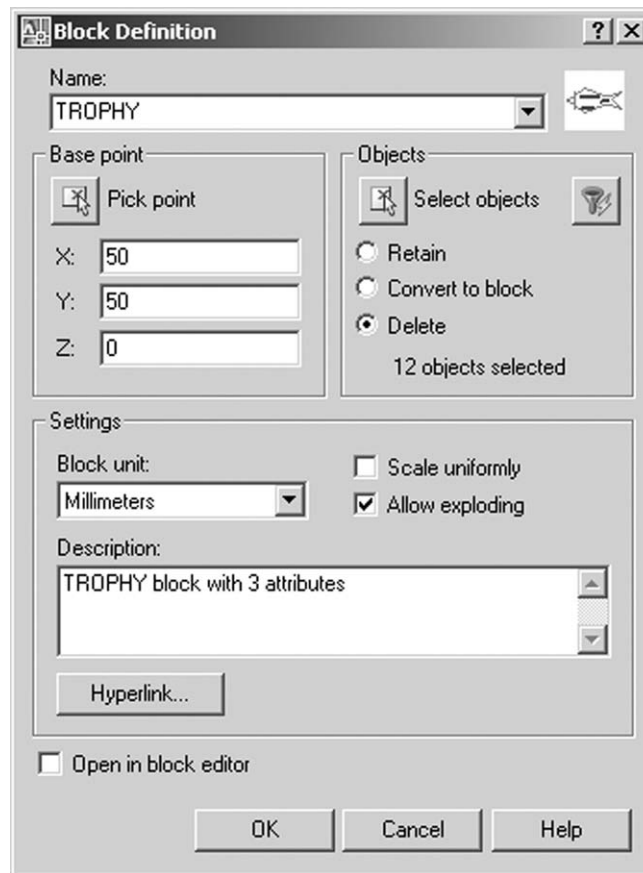 Block Definition
Name:
TROPHY
Base point
Pick point
X: 50
Y: 50
Z: 0
Objects
Select objects
Retain
Convert to block
Delete
12 objects selected
Settings
Block unit:
Millimeters
Scale uniformly
Allow exploding
Description:
TROPHY block with 3 attributes
Hyperlink...
Open in block editor
OK Cancel Help